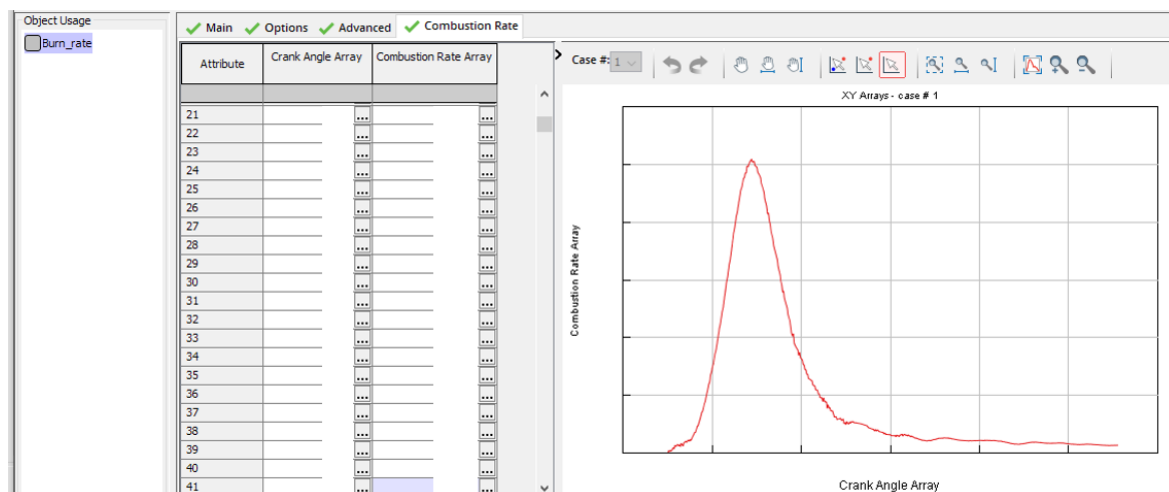 Object Usage
Burn_rate
Main Options Advanced Combustion Rate
Attribute Crank Angle Array Combustion Rate Array
21 ... ...
22 ... ...
23 ... ...
24 ... ...
25 ... ...
26 ... ...
27 ... ...
28 ... ...
29 ... ...
30 ... ...
31 ... ...
32 ... ...
33 ... ...
34 ... ...
35 ... ...
36 ... ...
37 ... ...
38 ... ...
39 ... ...
40 ... ...
41 ... ...
Case #: 1
XY Arrays - case # 1
Combustion Rate Array
Crank Angle Array